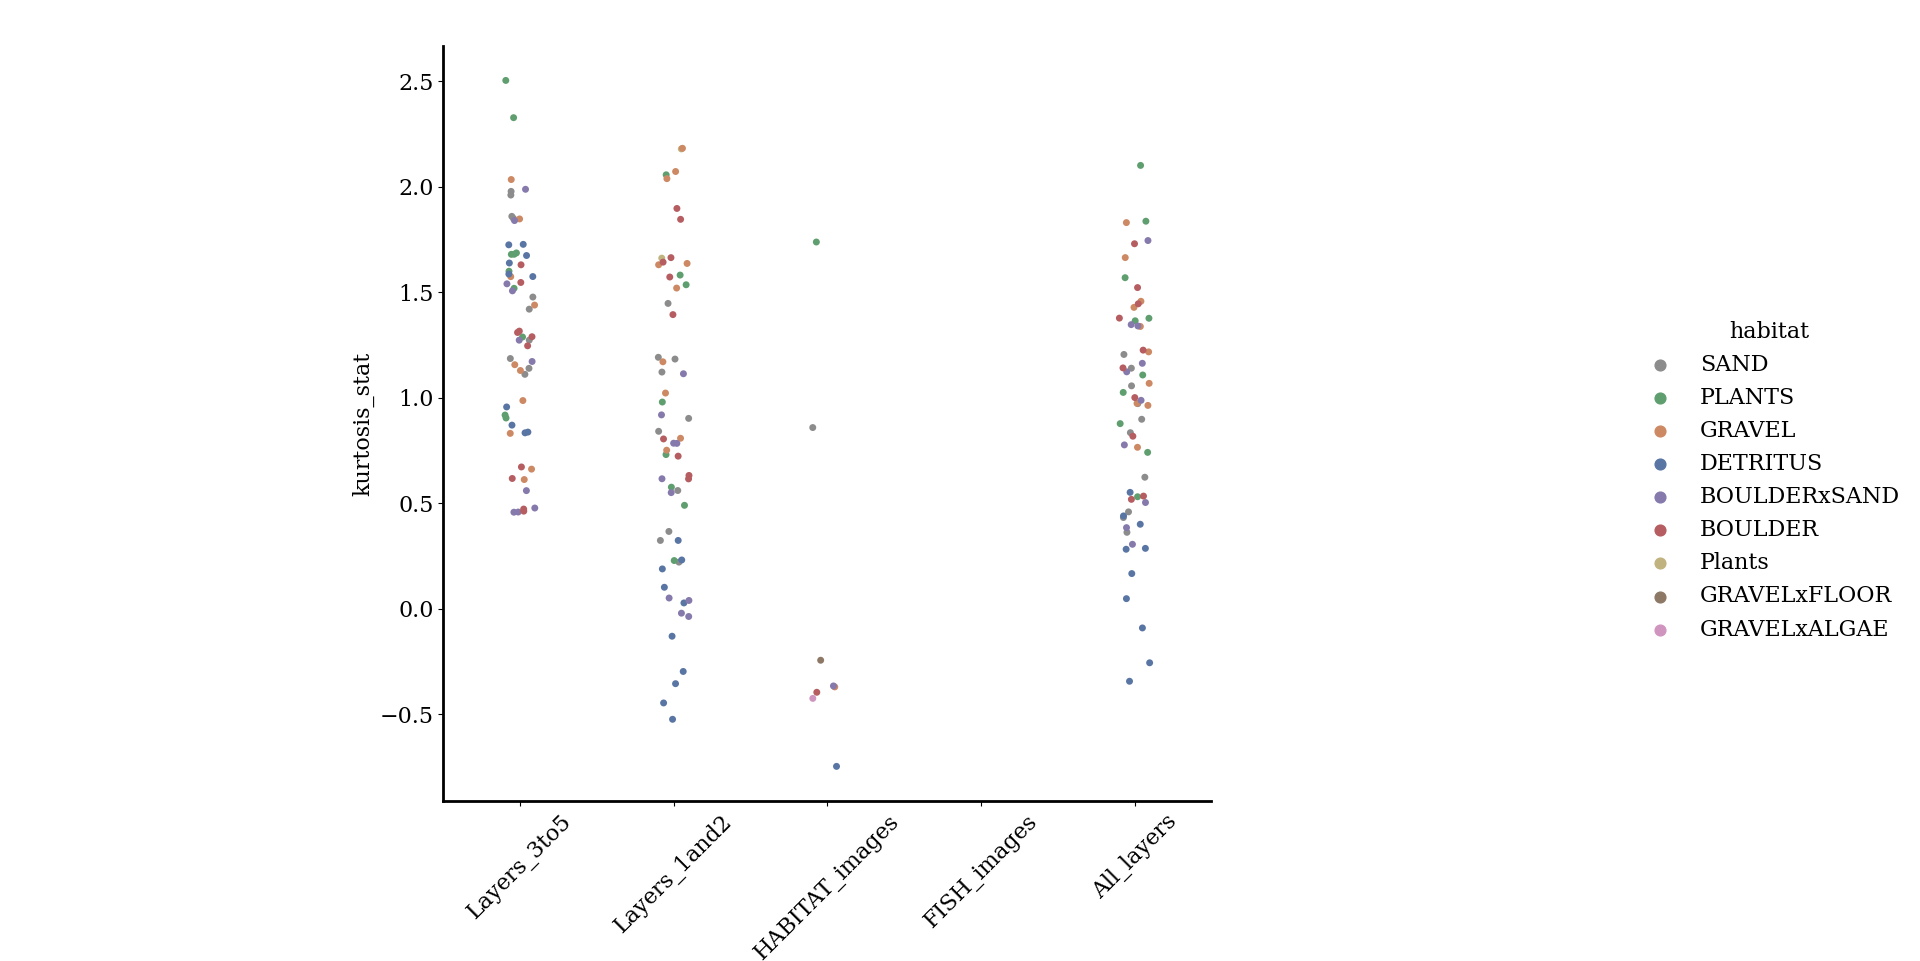 2.5
2.0
1.5
1.0
0.5
0.0
−0.5
kurtosis_stat
Layers_3to5
Layers_1and2
HABITAT_images
FISH_images
All_layers
habitat
SAND
PLANTS
GRAVEL
DETRITUS
BOULDERxSAND
BOULDER
Plants
GRAVELxFLOOR
GRAVELxALGAE